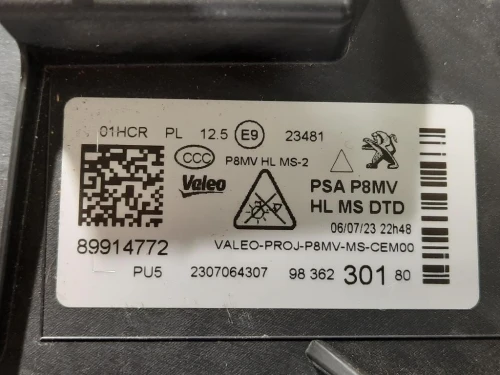 01HCR PL 12.5 E9 23481
CCC P8MV HL MS-2
Valeo PSA P8MV
HL MS DTD
06/07/23 22h48
89914772 VALEO-PROJ-P8MV-MS-CEM00
PU5 2307064307 98 362 301 80